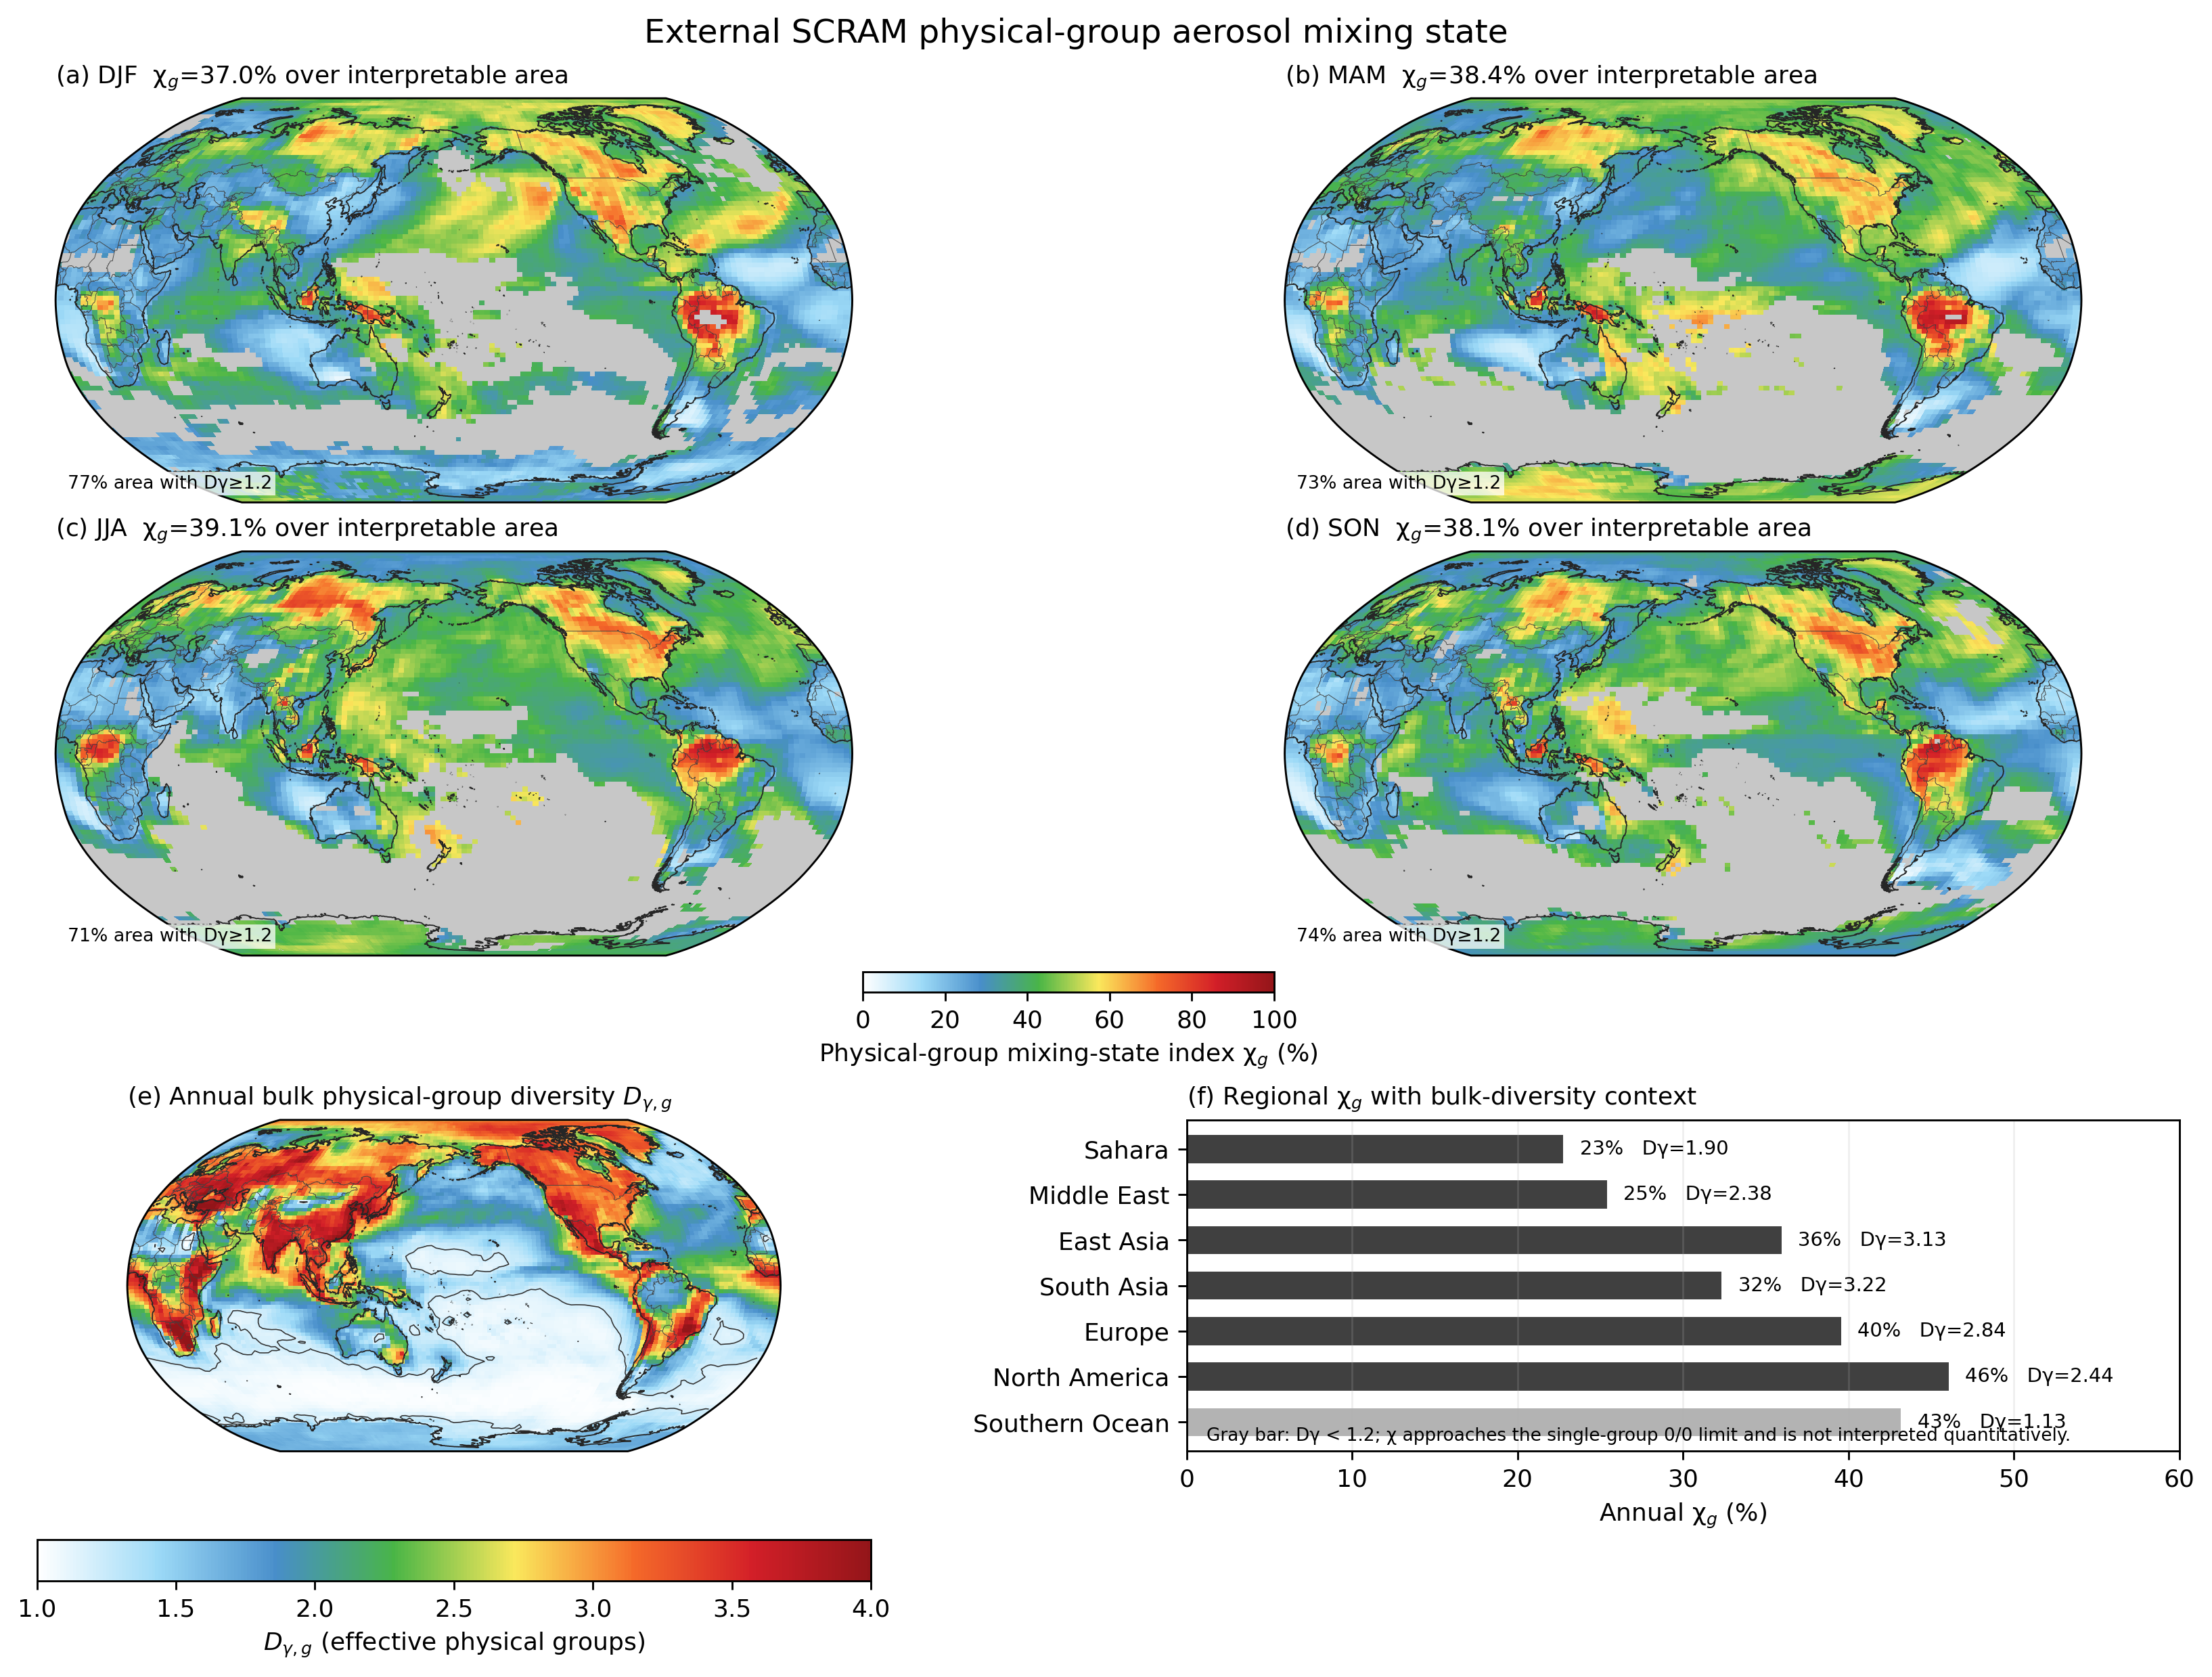 External SCRAM physical-group aerosol mixing state
(a) DJF χg=37.0% over interpretable area
(b) MAM χg=38.4% over interpretable area
77% area with Dγ≥1.2
73% area with Dγ≥1.2
(c) JJA χg=39.1% over interpretable area
(d) SON χg=38.1% over interpretable area
71% area with Dγ≥1.2
74% area with Dγ≥1.2
0 20 40 60 80 100
Physical-group mixing-state index χg (%)
(e) Annual bulk physical-group diversity Dγ,g
1.0 1.5 2.0 2.5 3.0 3.5 4.0
Dγ,g (effective physical groups)
(f) Regional χg with bulk-diversity context
Sahara 23% Dγ=1.90
Middle East 25% Dγ=2.38
East Asia 36% Dγ=3.13
South Asia 32% Dγ=3.22
Europe 40% Dγ=2.84
North America 46% Dγ=2.44
Southern Ocean 43% Dγ=1.13
Gray bar: Dγ < 1.2; χ approaches the single-group 0/0 limit and is not interpreted quantitatively.
0 10 20 30 40 50 60
Annual χg (%)